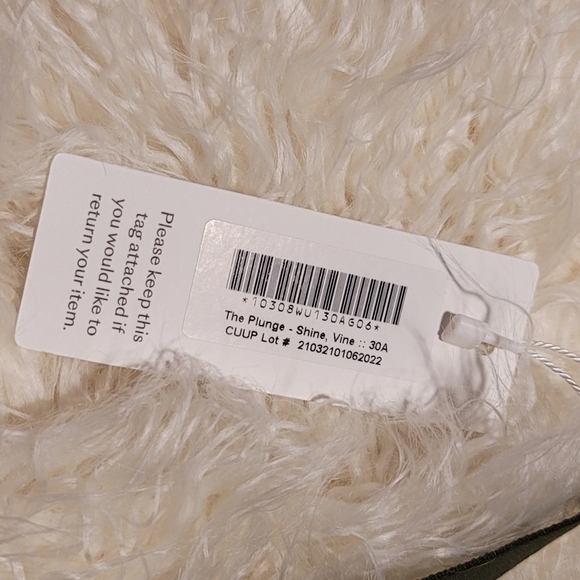 Please keep this
tag attached if
you would like to
return your item.
*10308WU130AG06*
The Plunge - Shine, Vine :: 30A
CUUP Lot # 21032101062022